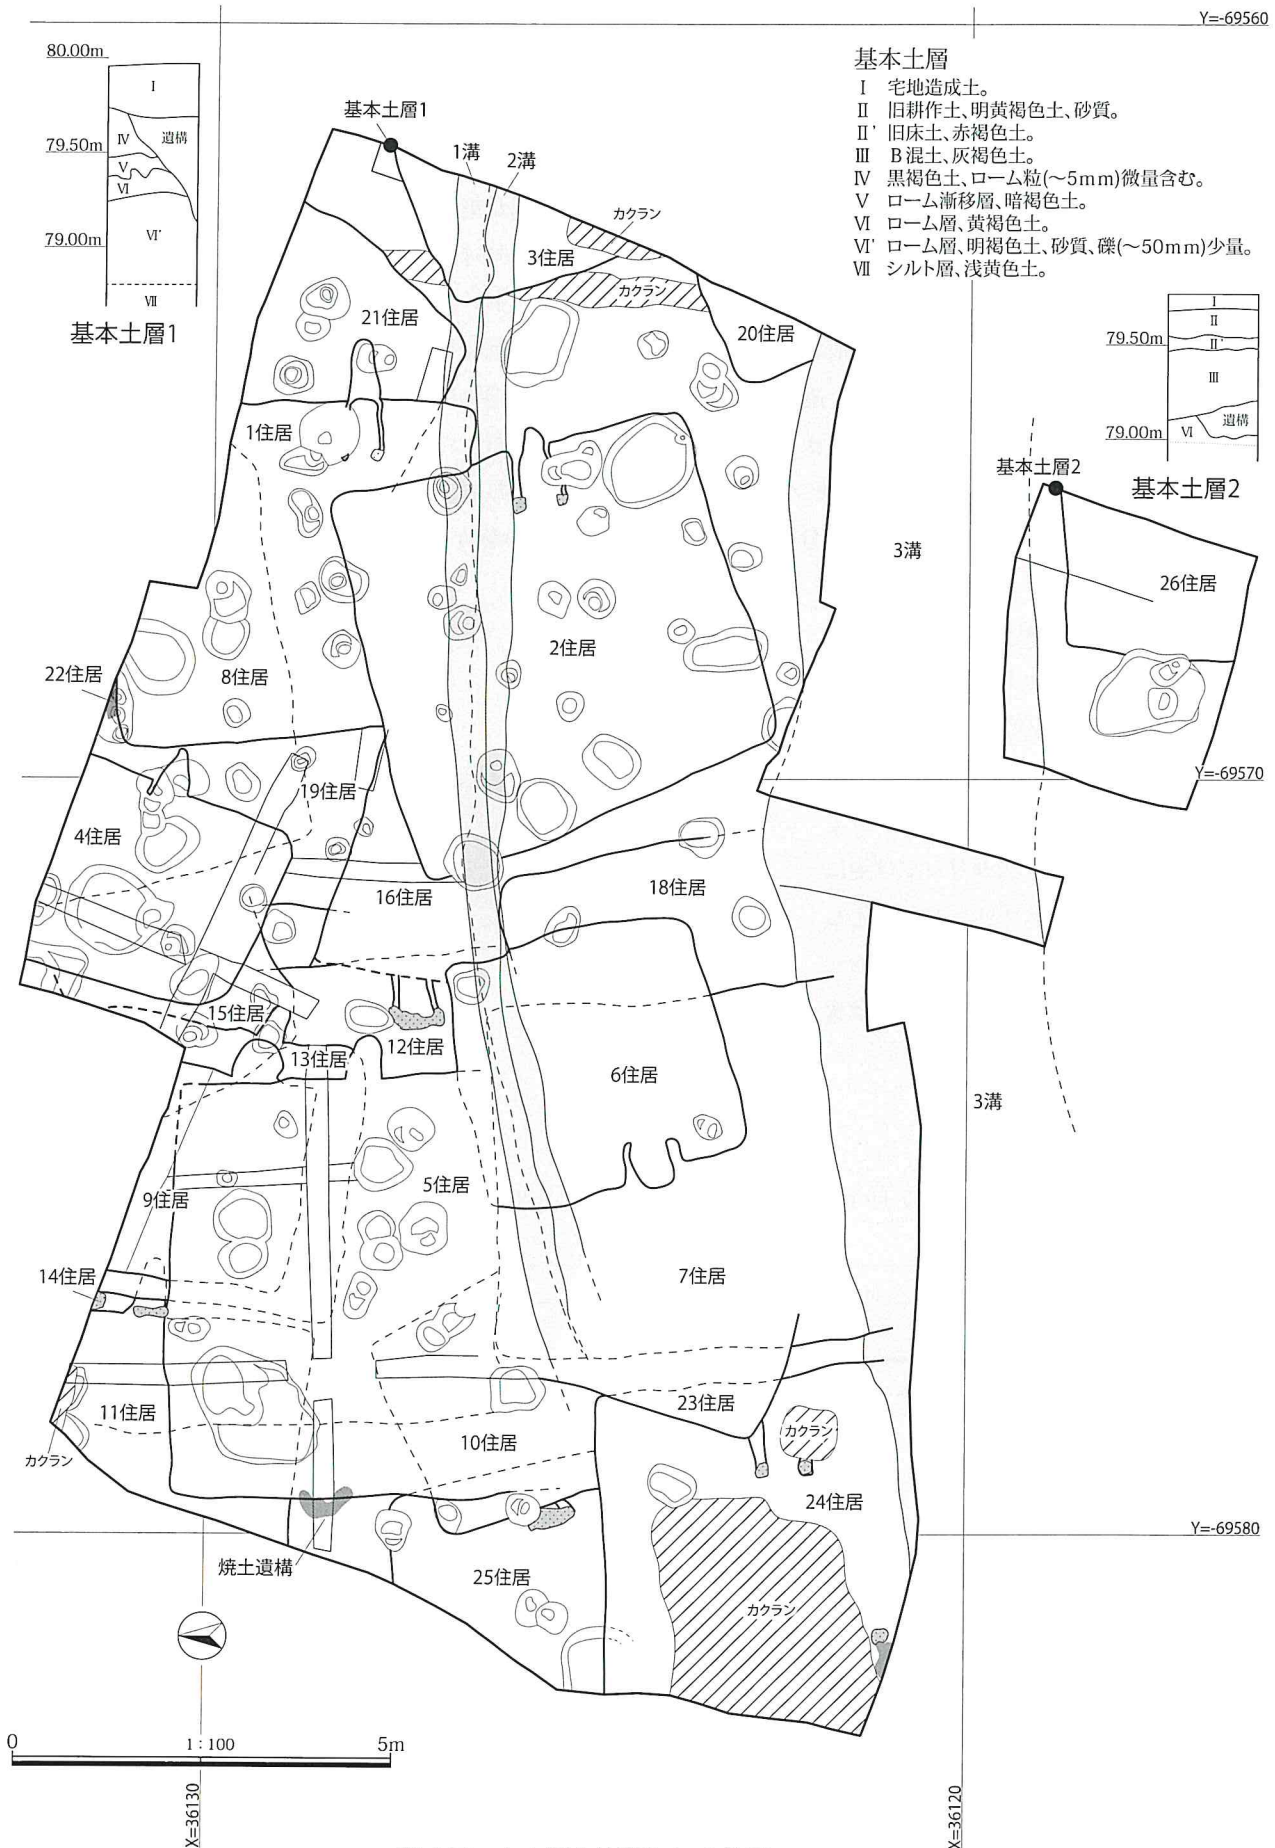 Y=-69560
80.00m
I
IV
遺構
79.50m
V
VI
79.00m
VI'
VII
基本土層1
基本土層
I 宅地造成土。
II 旧耕作土、明黄褐色土、砂質。
II' 旧床土、赤褐色土。
III B混土、灰褐色土。
IV 黒褐色土、ローム粒(～5mm)微量含む。
V ローム漸移層、暗褐色土。
VI ローム層、黄褐色土。
VI' ローム層、明褐色土、砂質、礫(～50mm)少量。
VII シルト層、浅黄色土。
I
II
79.50m
II'
III
遺構
79.00m
VI
基本土層2
基本土層1
1溝
2溝
カクラン
3住居
カクラン
21住居
20住居
1住居
基本土層2
3溝
26住居
2住居
22住居
8住居
Y=-69570
19住居
4住居
16住居
18住居
15住居
12住居
13住居
6住居
3溝
5住居
9住居
14住居
7住居
11住居
23住居
カクラン
10住居
カクラン
24住居
Y=-69580
焼土遺構
25住居
カクラン
0
1：100
5m
X=36130
X=36120